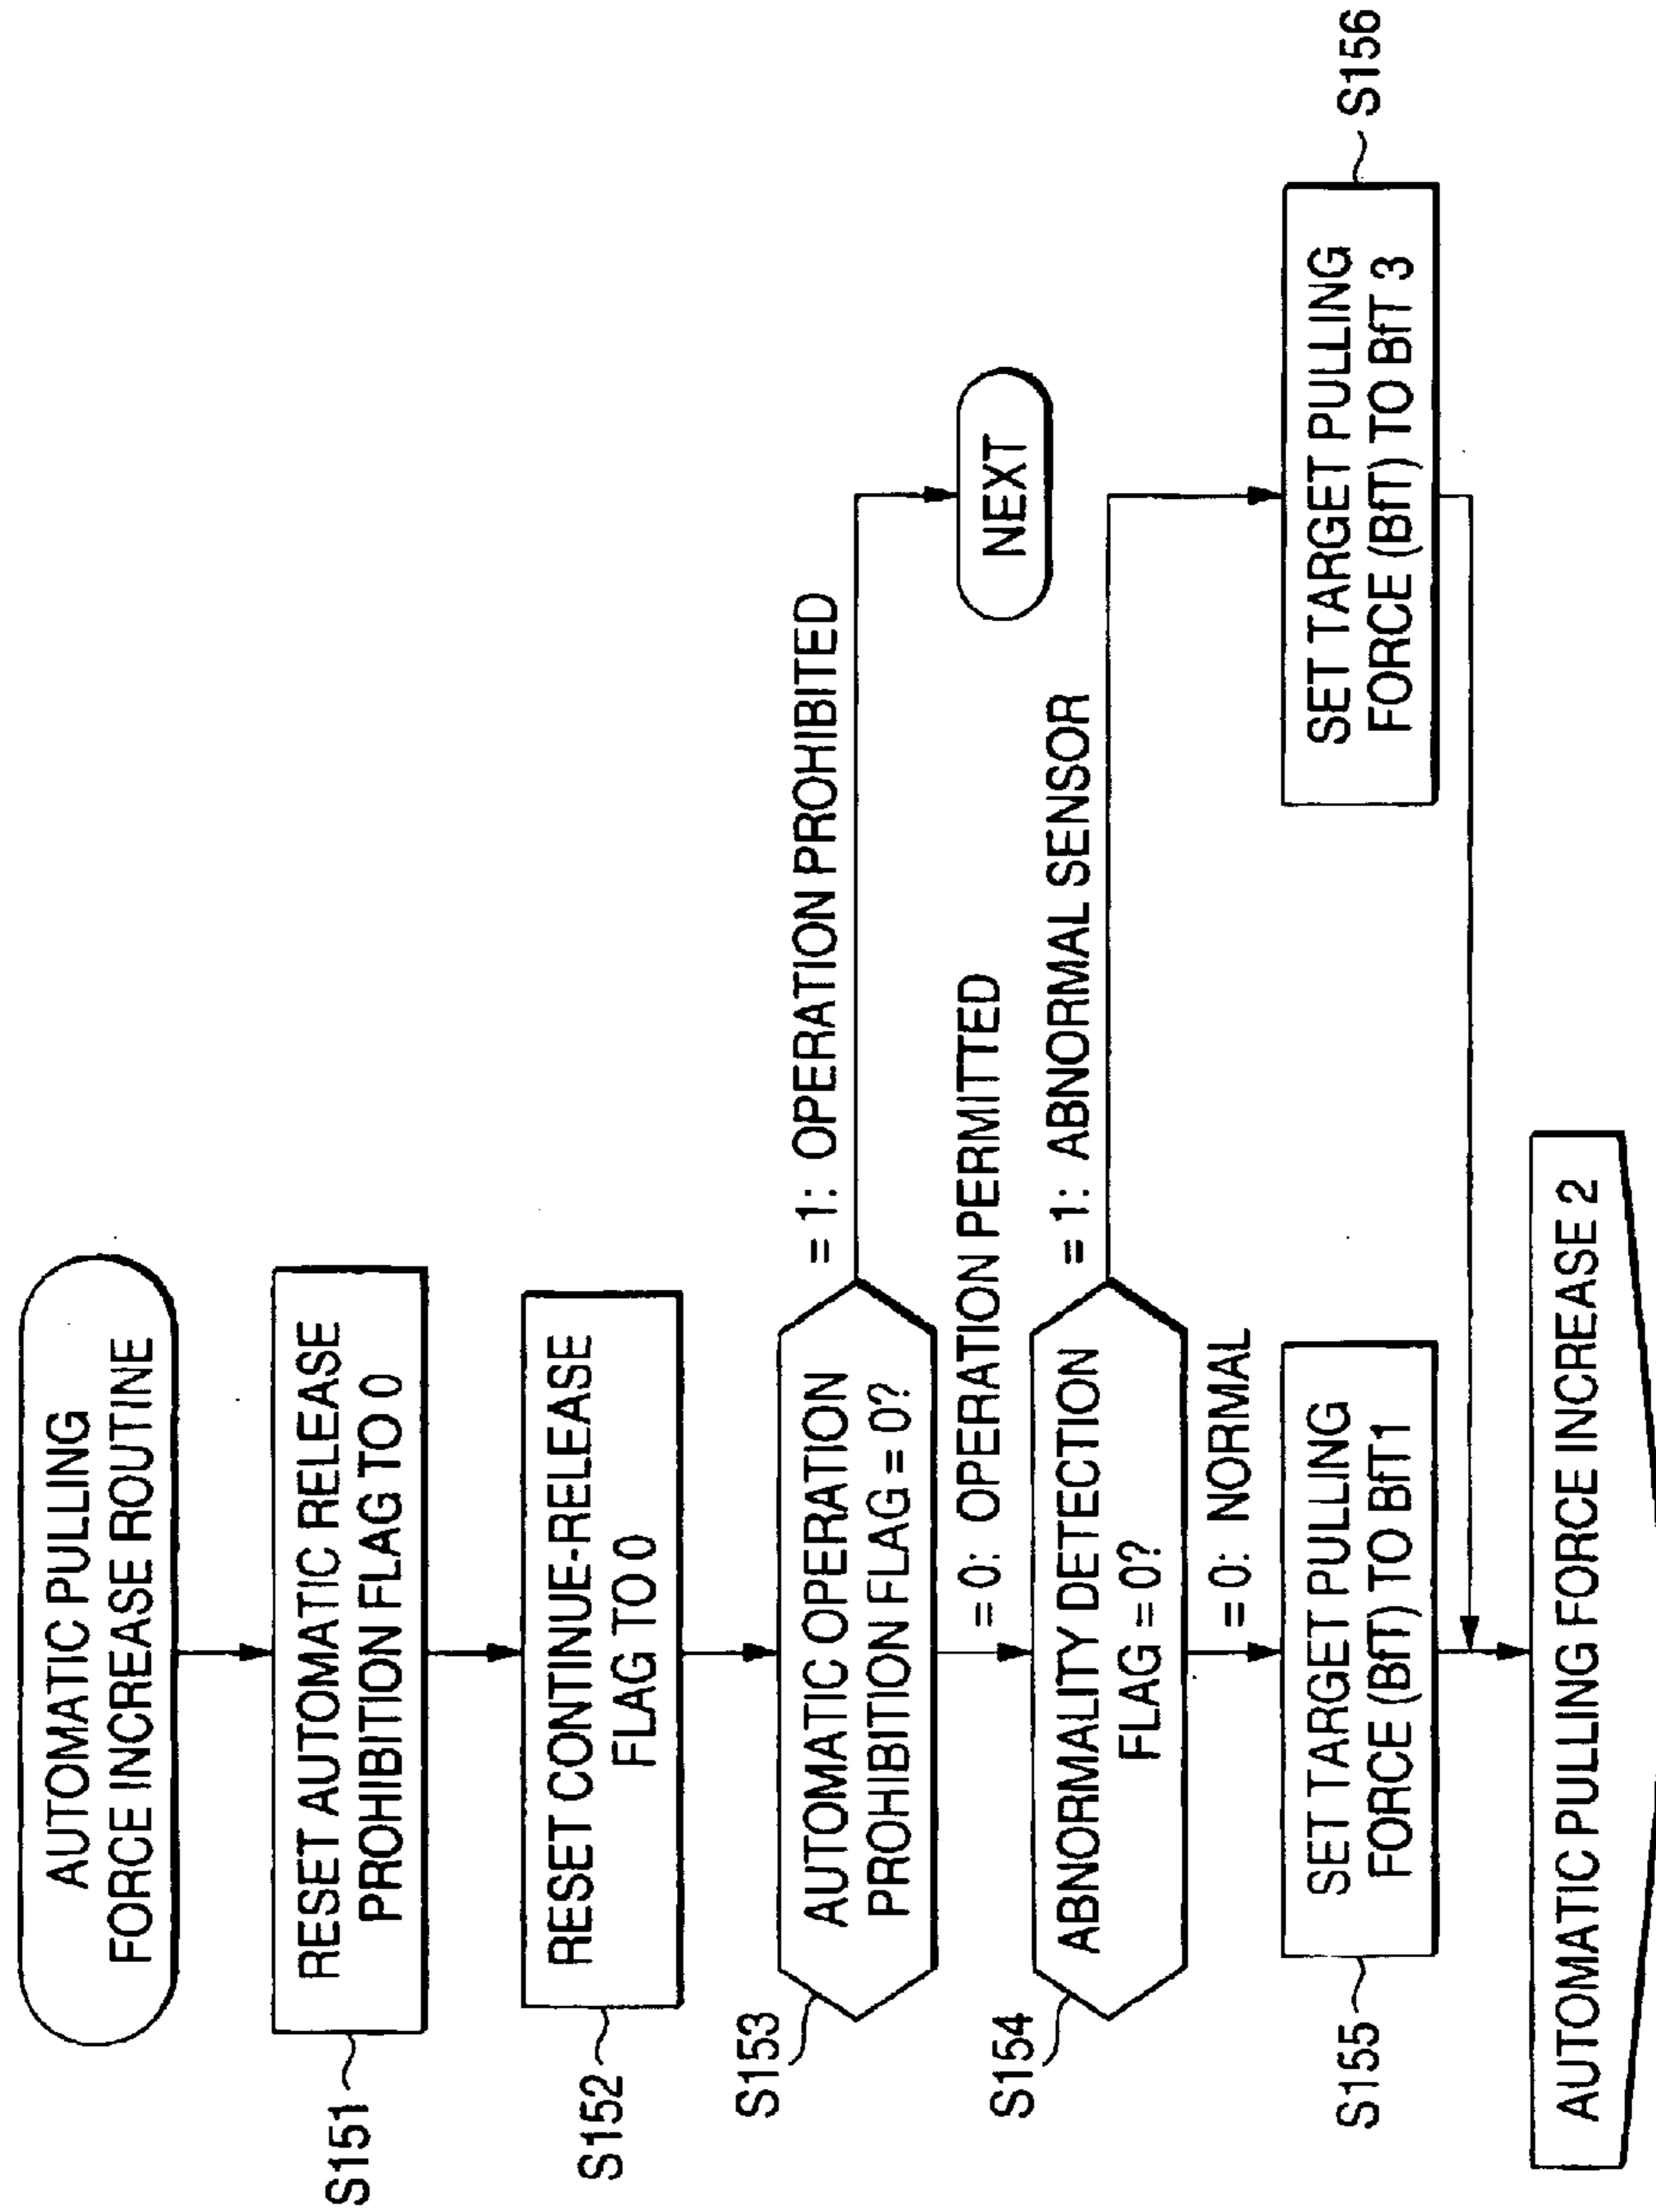 AUTOMATIC PULLING
FORCE INCREASE ROUTINE
S151
RESET AUTOMATIC RELEASE
PROHIBITION FLAG TO 0
S152
RESET CONTINUE-RELEASE
FLAG TO 0
S153
AUTOMATIC OPERATION
PROHIBITION FLAG = 0?
= 1: OPERATION PROHIBITED
NEXT
= 0: OPERATION PERMITTED
S154
ABNORMALITY DETECTION
FLAG = 0?
= 1: ABNORMAL SENSOR
= 0: NORMAL
S155
SET TARGET PULLING
FORCE (BfT) TO BfT1
S156
SET TARGET PULLING
FORCE (BfT) TO BfT 3
AUTOMATIC PULLING FORCE INCREASE 2